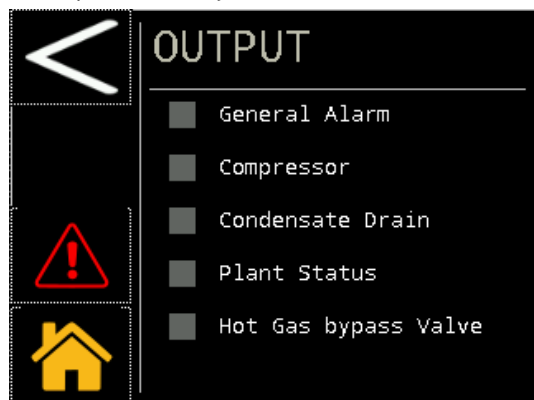 OUTPUT
General Alarm
Compressor
Condensate Drain
Plant Status
Hot Gas bypass Valve